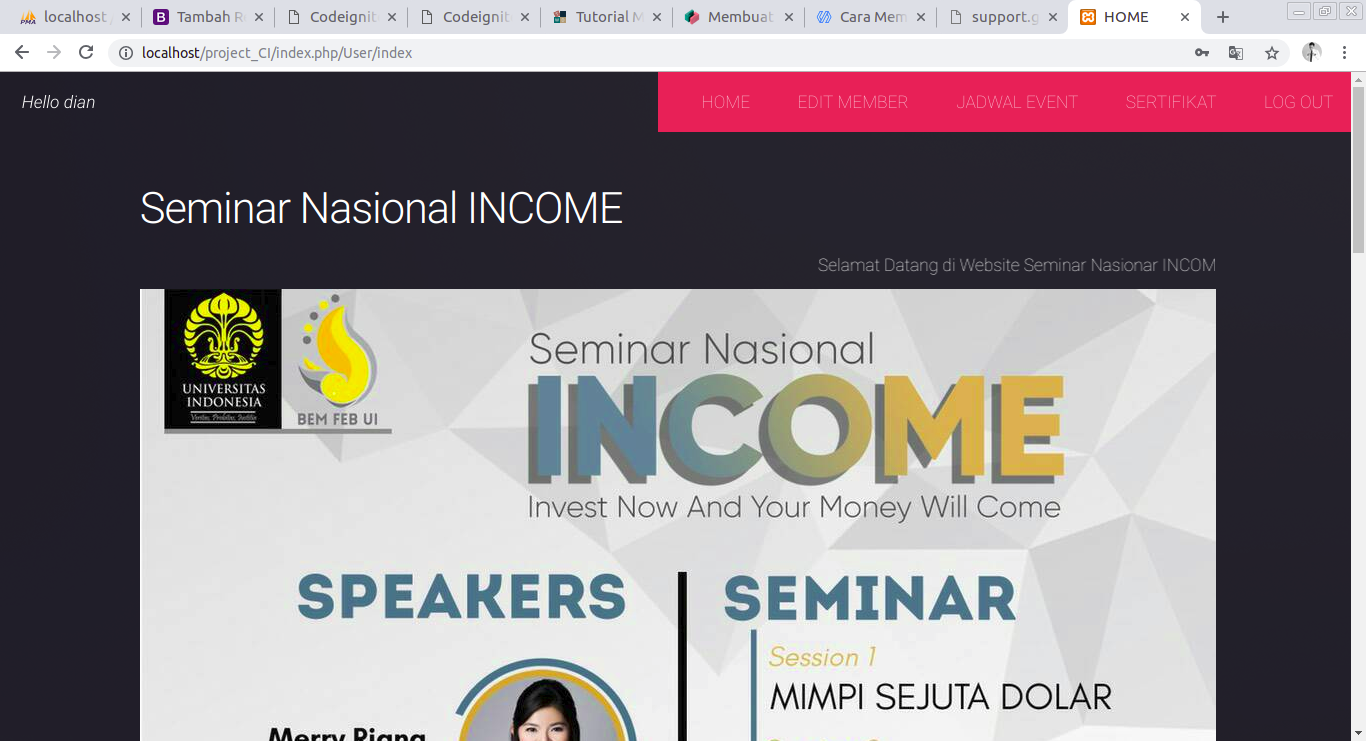 localhost /
Tambah R
Codeignit
Codeignit
Tutorial M
Membuat
Cara Mem
support.g
HOME
localhost/project_CI/index.php/User/index
Hello dian
HOME
EDIT MEMBER
JADWAL EVENT
SERTIFIKAT
LOG OUT
Seminar Nasional INCOME
Selamat Datang di Website Seminar Nasionar INCOM
UNIVERSITAS
INDONESIA
Veritas, Probitas, Iustitia
BEM FEB UI
Seminar Nasional
INCOME
Invest Now And Your Money Will Come
SPEAKERS
Merry Riana
SEMINAR
Session 1
MIMPI SEJUTA DOLAR